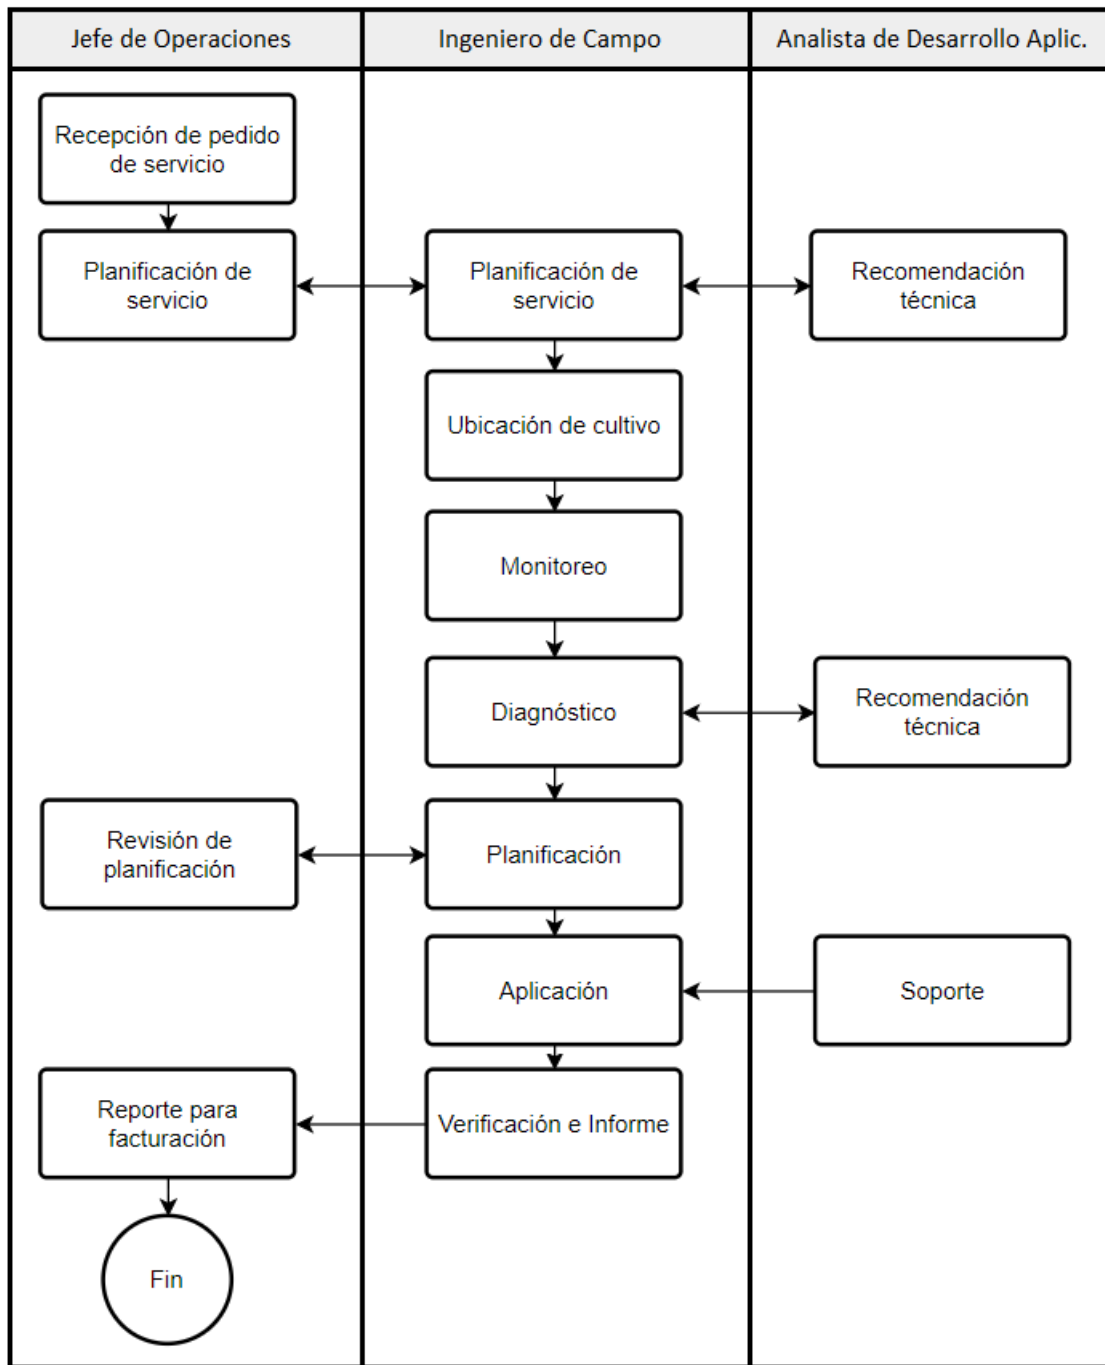 Jefe de Operaciones
Ingeniero de Campo
Analista de Desarrollo Aplic.
Recepción de pedido
de servicio
Planificación de
servicio
Planificación de
servicio
Recomendación
técnica
Ubicación de cultivo
Monitoreo
Diagnóstico
Recomendación
técnica
Revisión de
planificación
Planificación
Aplicación
Soporte
Reporte para
facturación
Verificación e Informe
Fin